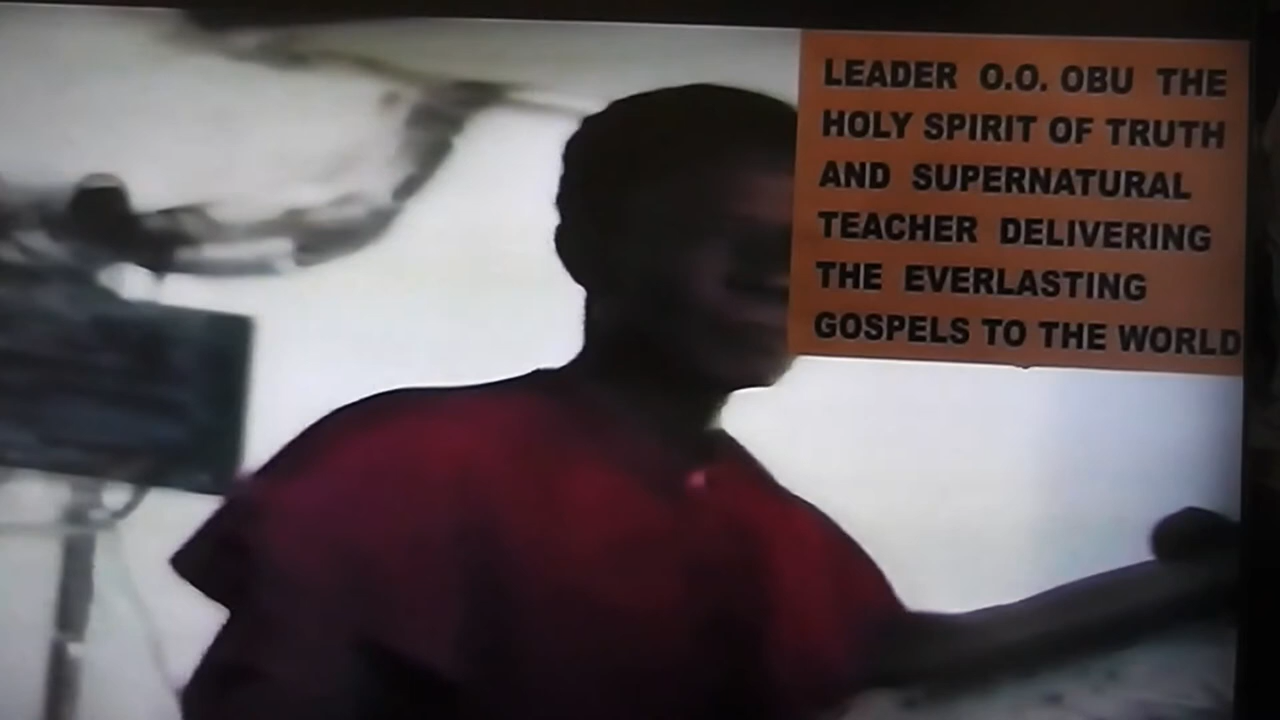 LEADER O.O. OBU THE
HOLY SPIRIT OF TRUTH
AND SUPERNATURAL
TEACHER DELIVERING
THE EVERLASTING
GOSPELS TO THE WORLD